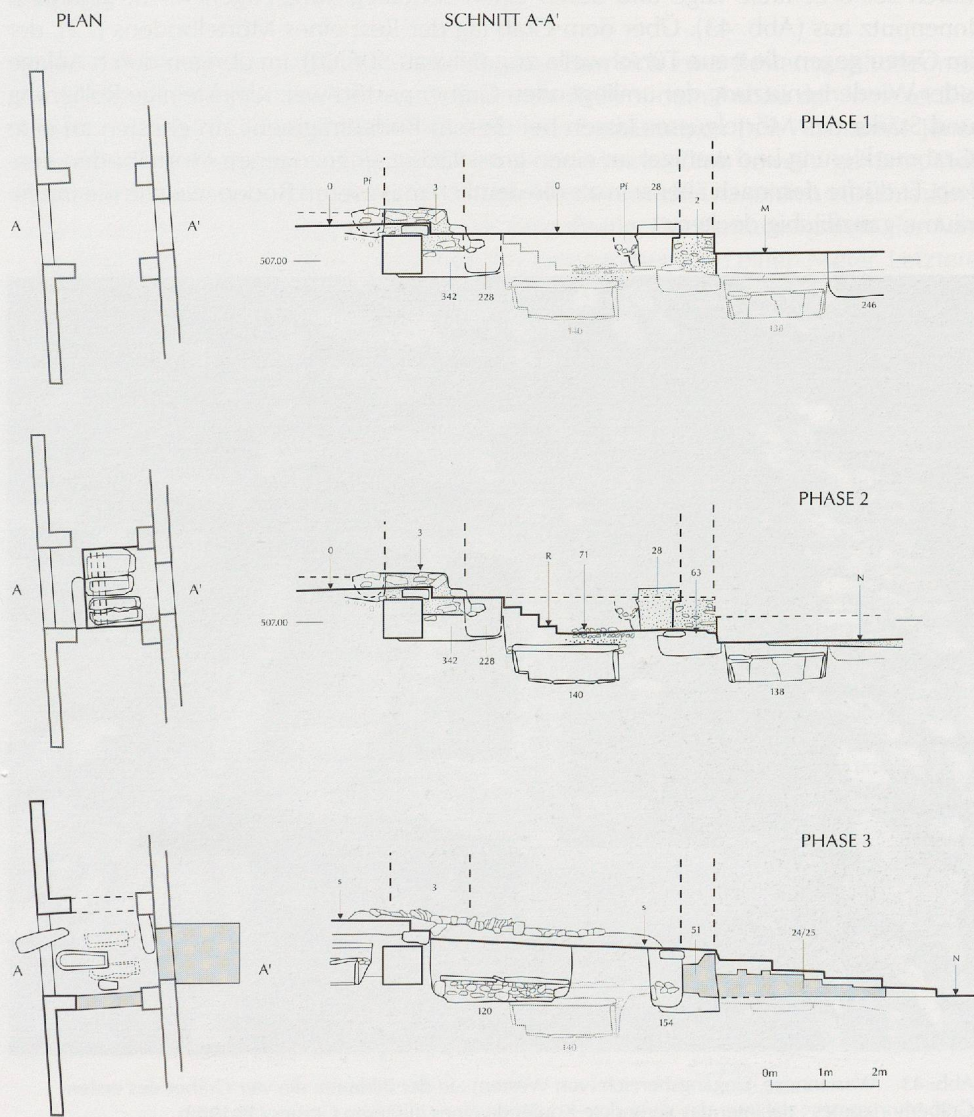 PLAN
SCHNITT A-A'
PHASE 1
A
A'
0
Pf
0
Pf
28
2
M
507.00
342
228
140
138
246
PHASE 2
A
A'
0
3
R
71
28
63
N
507.00
342
228
140
138
PHASE 3
A
A'
s
3
s
51
24/25
N
120
140
154
0m
1m
2m